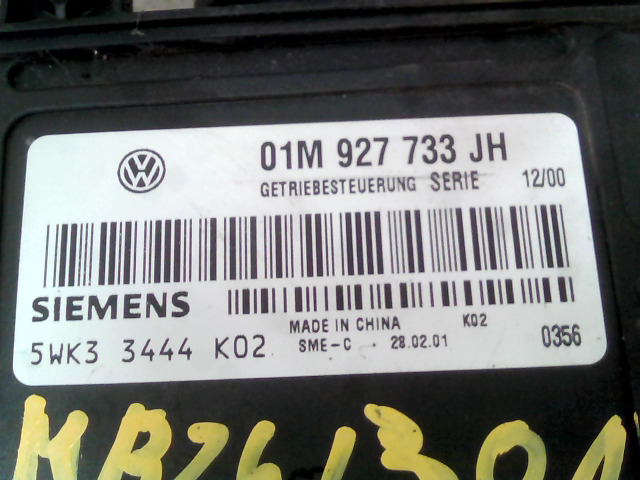 VW
01M 927 733 JH
GETRIEBESTEUERUNG SERIE 12/00
SIEMENS
MADE IN CHINA K02
5WK3 3444 K02 SME-C 28.02.01 0356